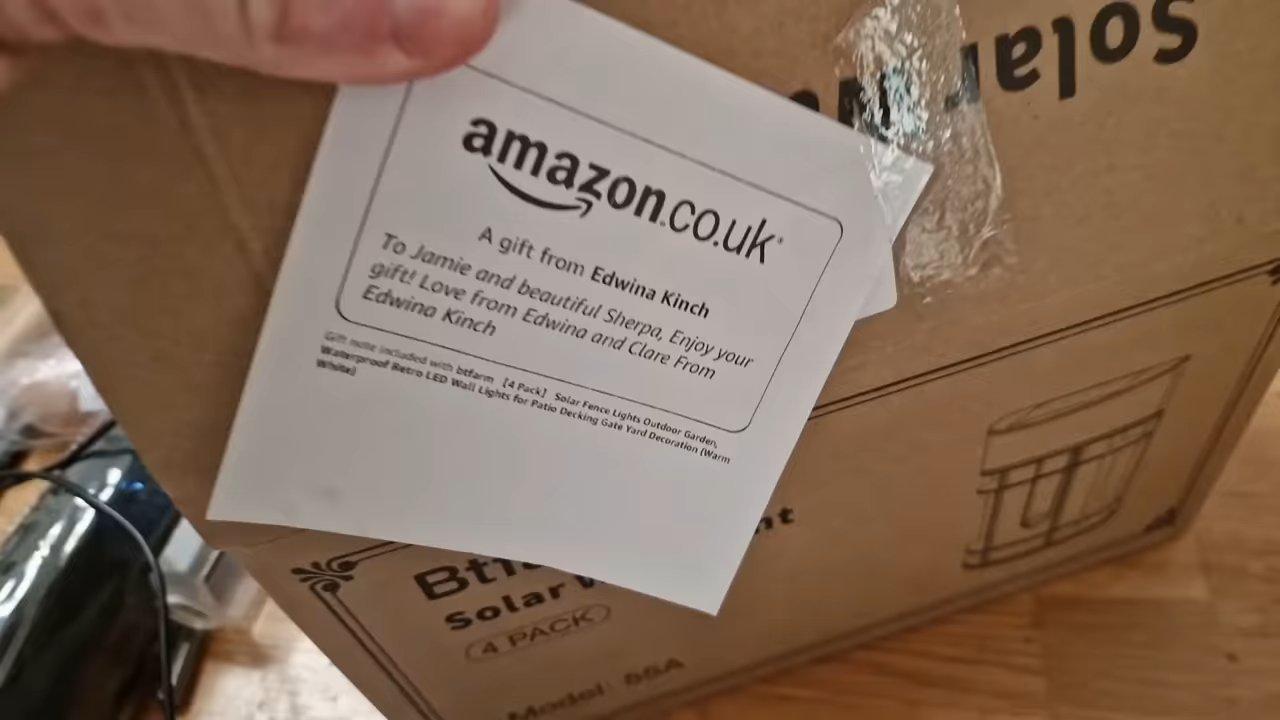 Solar
amazon.co.uk
A gift from Edwina Kinch
To Jamie and beautiful Sherpa, Enjoy your
gift! Love from Edwina and Clare From
Edwina Kinch
Gift note included with btfarm 【4 Pack】 Solar Fence Lights Outdoor Garden,
Waterproof Retro LED Wall Lights for Patio Decking Gate Yard Decoration (Warm
White)
Solar
4 PACK
Model: 56A